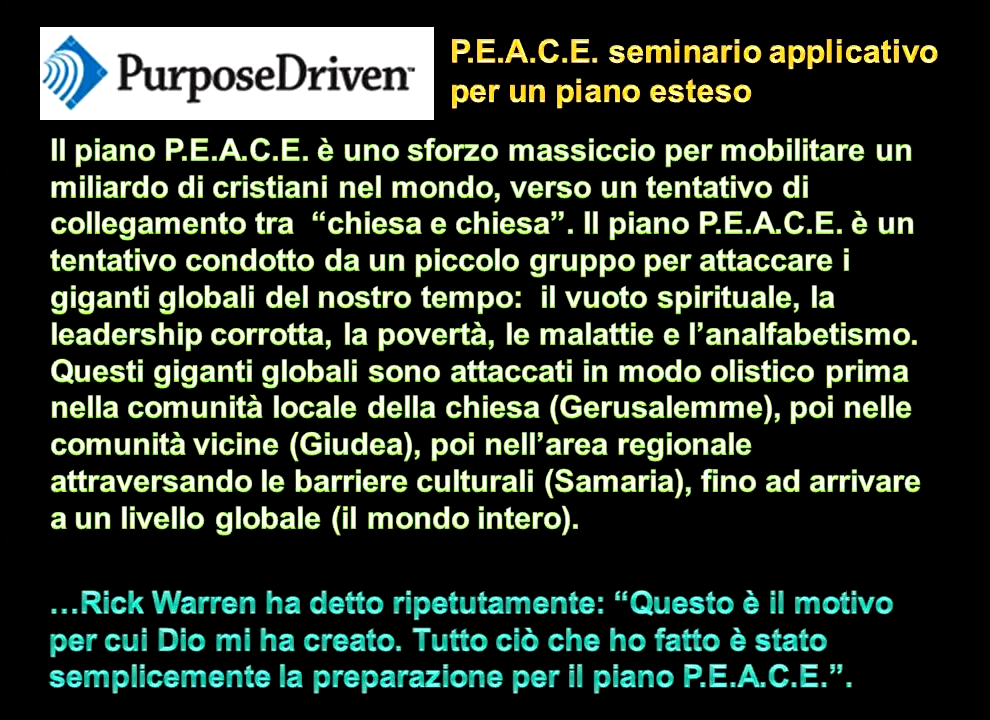 PurposeDriven™
P.E.A.C.E. seminario applicativo
per un piano esteso
Il piano P.E.A.C.E. è uno sforzo massiccio per mobilitare un
miliardo di cristiani nel mondo, verso un tentativo di
collegamento tra “chiesa e chiesa”. Il piano P.E.A.C.E. è un
tentativo condotto da un piccolo gruppo per attaccare i
giganti globali del nostro tempo: il vuoto spirituale, la
leadership corrotta, la povertà, le malattie e l’analfabetismo.
Questi giganti globali sono attaccati in modo olistico prima
nella comunità locale della chiesa (Gerusalemme), poi nelle
comunità vicine (Giudea), poi nell’area regionale
attraversando le barriere culturali (Samaria), fino ad arrivare
a un livello globale (il mondo intero).
…Rick Warren ha detto ripetutamente: “Questo è il motivo
per cui Dio mi ha creato. Tutto ciò che ho fatto è stato
semplicemente la preparazione per il piano P.E.A.C.E.”.